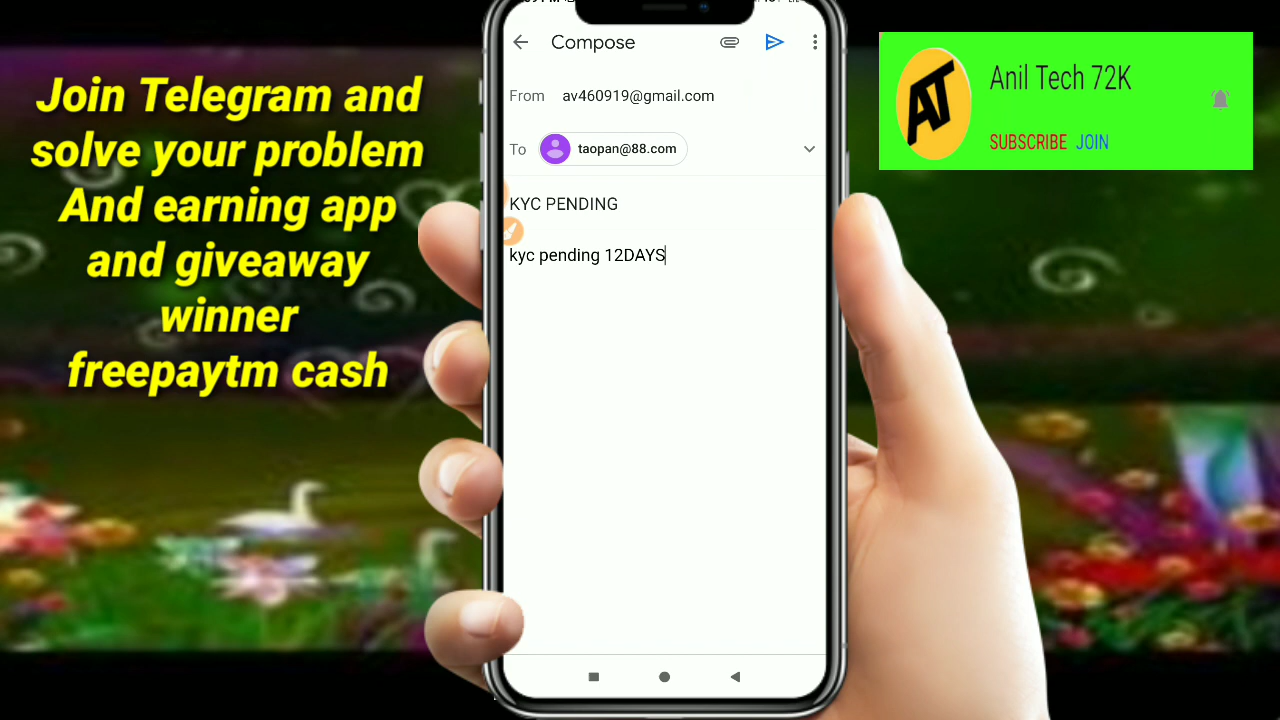 Join Telegram and
solve your problem
And earning app
and giveaway
winner
freepaytm cash
Compose
From av460919@gmail.com
To taopan@88.com
KYC PENDING
kyc pending 12DAYS
AT
Anil Tech 72K
SUBSCRIBE JOIN